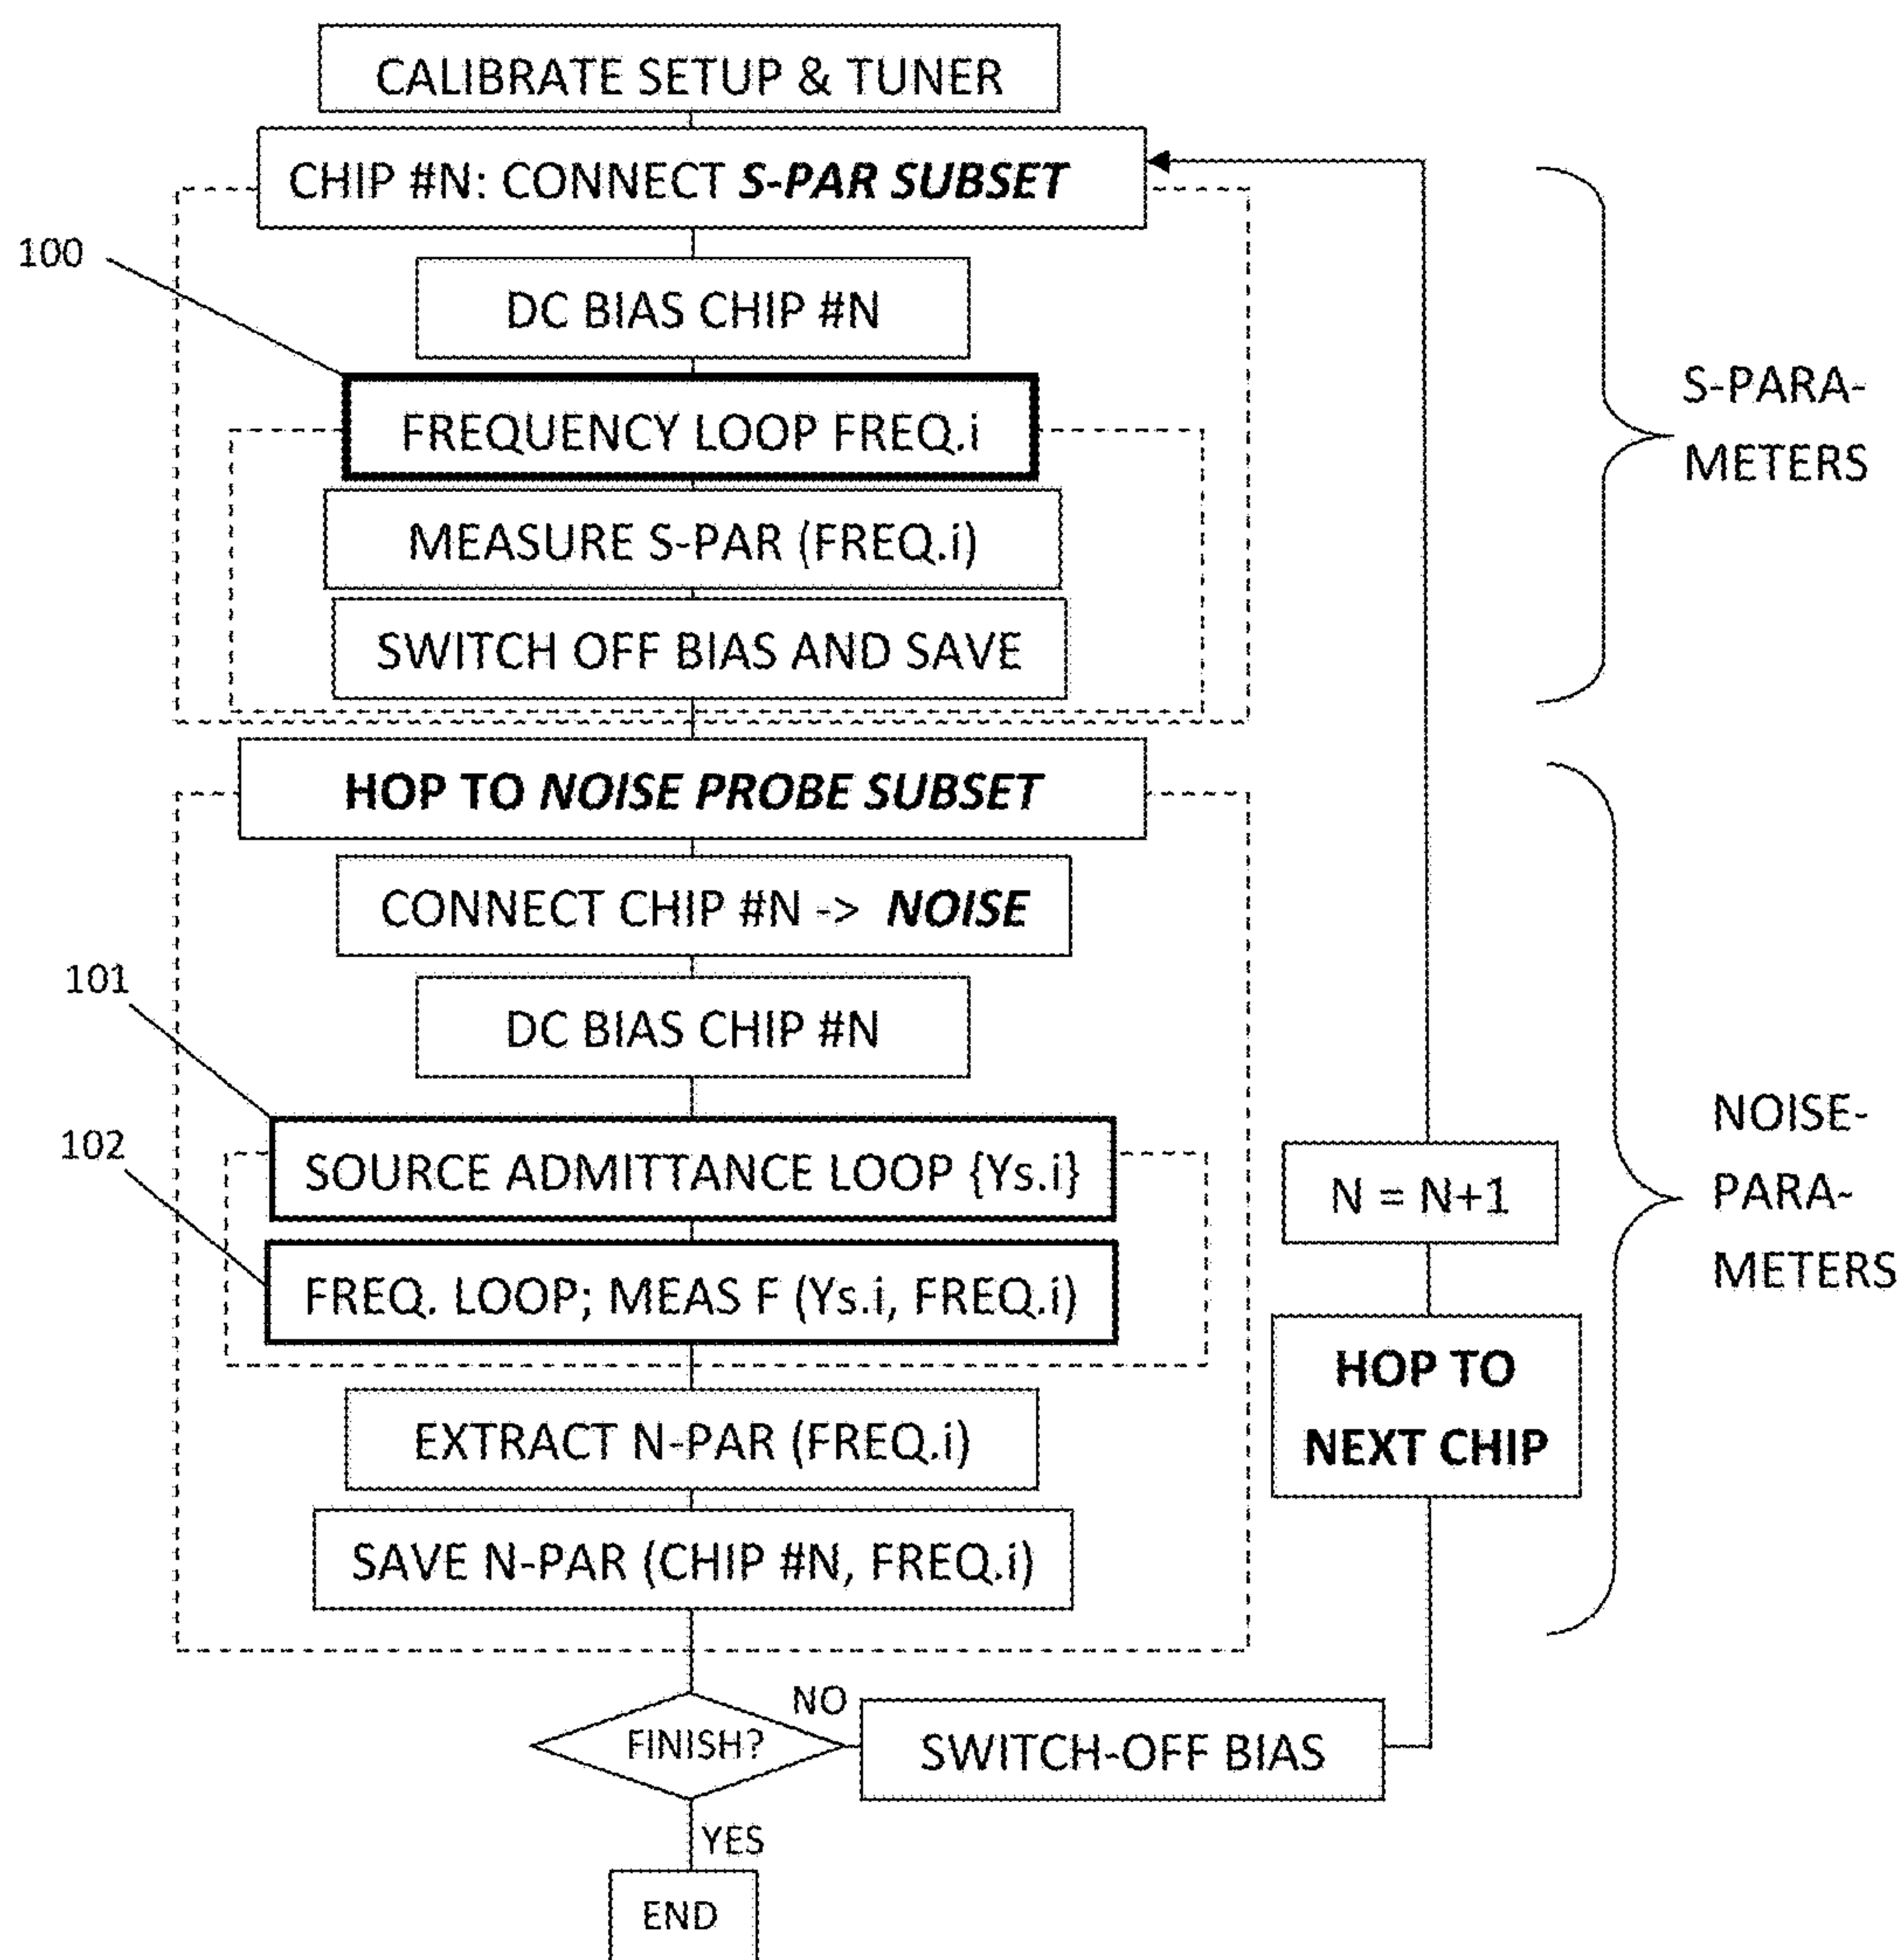 CALIBRATE SETUP & TUNER
CHIP #N: CONNECT S-PAR SUBSET
100
DC BIAS CHIP #N
FREQUENCY LOOP FREQ.i
MEASURE S-PAR (FREQ.i)
SWITCH OFF BIAS AND SAVE
S-PARA-
METERS
HOP TO NOISE PROBE SUBSET
CONNECT CHIP #N -> NOISE
101
DC BIAS CHIP #N
102
SOURCE ADMITTANCE LOOP {Ys.i}
FREQ. LOOP; MEAS F (Ys.i, FREQ.i)
EXTRACT N-PAR (FREQ.i)
SAVE N-PAR (CHIP #N, FREQ.i)
N = N+1
HOP TO
NEXT CHIP
NOISE-
PARA-
METERS
FINISH?
NO
SWITCH-OFF BIAS
YES
END